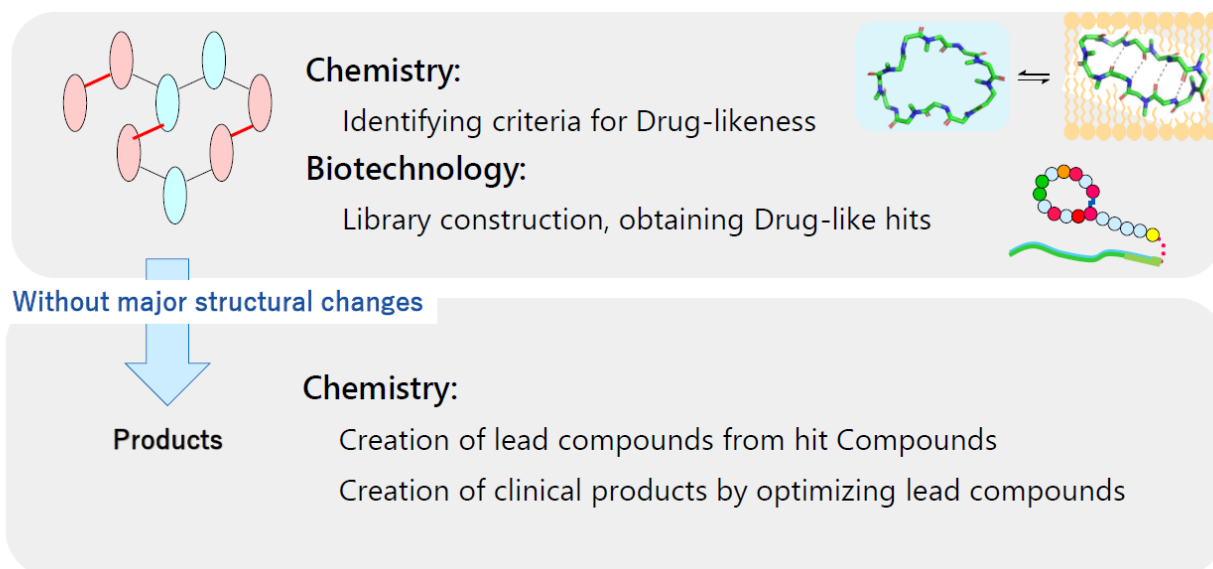 Chemistry:
Identifying criteria for Drug-likeness
Biotechnology:
Library construction, obtaining Drug-like hits
Without major structural changes
Products
Chemistry:
Creation of lead compounds from hit Compounds
Creation of clinical products by optimizing lead compounds